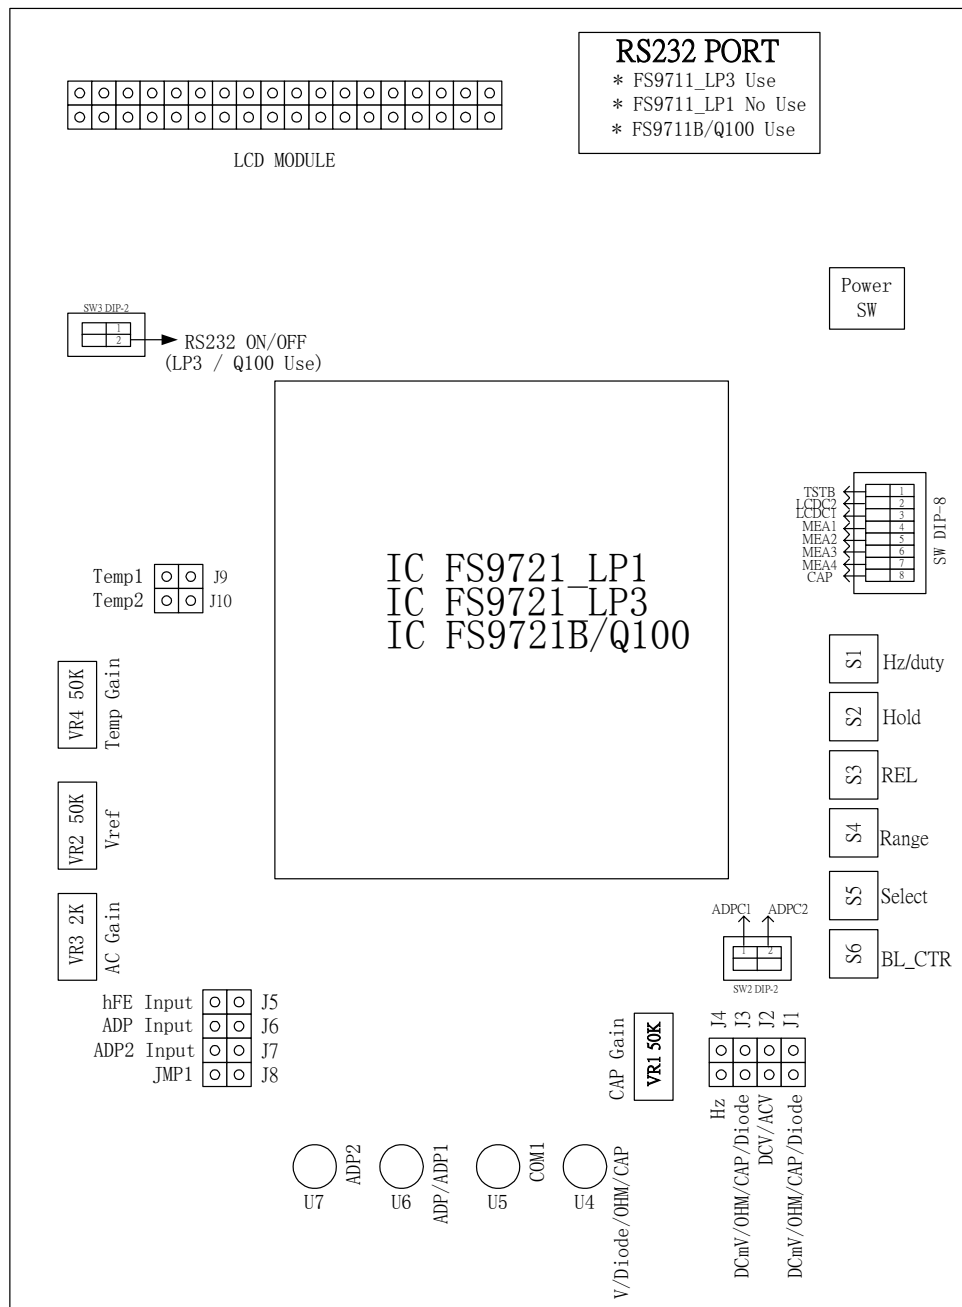 RS232 PORT
* FS9711_LP3 Use
* FS9711_LP1 No Use
* FS9711B/Q100 Use
LCD MODULE
Power
SW
SW3 DIP-2
1
2
RS232 ON/OFF
(LP3 / Q100 Use)
TSTB
LCDC2
LCDC1
MEA1
MEA2
MEA3
MEA4
CAP
1
2
3
4
5
6
7
8
SW DIP-8
IC FS9721_LP1
IC FS9721_LP3
IC FS9721B/Q100
Temp1 J9
Temp2 J10
VR4 50K
Temp Gain
VR2 50K
Vref
VR3 2K
AC Gain
S1 Hz/duty
S2 Hold
S3 REL
S4 Range
S5 Select
S6 BL_CTR
ADPC1 ADPC2
1 2
SW2 DIP-2
hFE Input J5
ADP Input J6
ADP2 Input J7
JMP1 J8
CAP Gain
VR1 50K
J4
J3
J2
J1
Hz
DCmV/OHM/CAP/Diode
DCV/ACV
DCmV/OHM/CAP/Diode
U7
ADP2
U6
ADP/ADP1
U5
COM1
U4
V/Diode/OHM/CAP